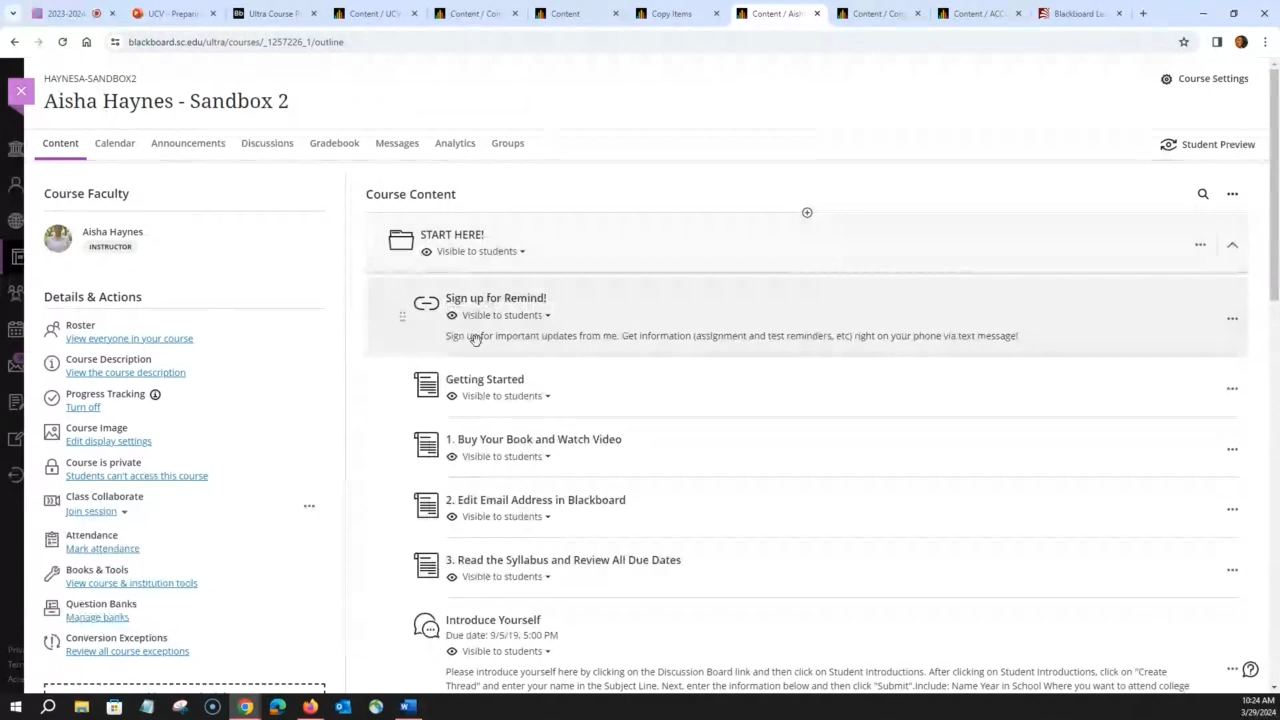 2023-2024
UCV - Prepari
Ultra Course P
Content / UCV
Content / Con
Content
Copy Items
Content / Aish
Content / Co
Content / ACC
Blackboard Le
blackboard.sc.edu/ultra/courses/_1257226_1/outline
HAYNESA-SANDBOX2
Aisha Haynes - Sandbox 2
Course Settings
Content
Calendar
Announcements
Discussions
Gradebook
Messages
Analytics
Groups
Student Preview
Course Faculty
Aisha Haynes
INSTRUCTOR
Details & Actions
Roster
View everyone in your course
Course Description
View the course description
Progress Tracking
Turn off
Course Image
Edit display settings
Course is private
Students can't access this course
Class Collaborate
Join session
Attendance
Mark attendance
Books & Tools
View course & institution tools
Question Banks
Manage banks
Conversion Exceptions
Review all course exceptions
Course Content
START HERE!
Visible to students
Sign up for Remind!
Visible to students
Sign up for important updates from me. Get information (assignment and test reminders, etc) right on your phone via text message!
Getting Started
Visible to students
1. Buy Your Book and Watch Video
Visible to students
2. Edit Email Address in Blackboard
Visible to students
3. Read the Syllabus and Review All Due Dates
Visible to students
Introduce Yourself
Due date: 9/5/19, 5:00 PM
Visible to students
Please introduce yourself here by clicking on the Discussion Board link and then click on Student Introductions. After clicking on Student Introductions, click on "Create
Thread" and enter your name in the Subject Line. Next, enter the information below and then click "Submit".Include: Name Year in School Where you want to attend college
10:24 AM
3/29/2024